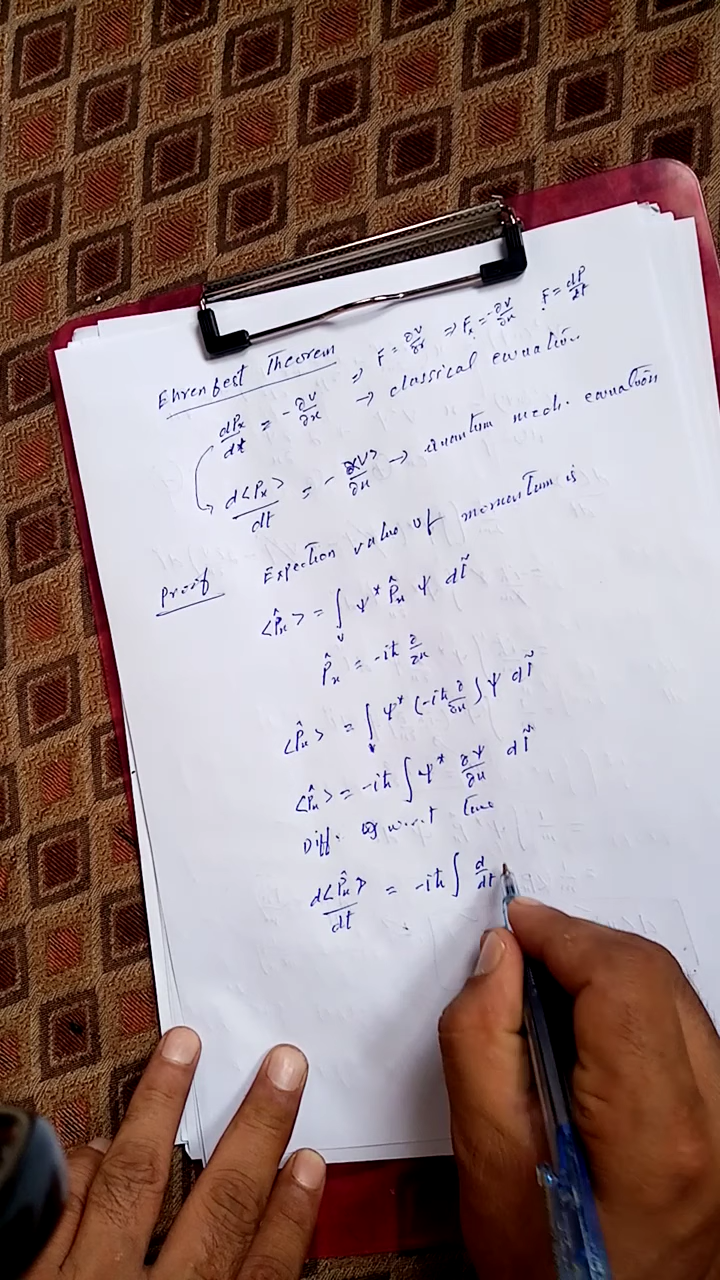 Ehrenfest Theorem ⇒ F = ∂V/∂x ⇒ Fx = -∂V/∂x F = dP/dt
dPx/dt = -∂V/∂x → classical equation
d<Px>/dt = -∂<V>/∂x → Quantum mech. equation
Proof Expection value of momentum is
<P̂x> = ∫v ψ* P̂x ψ dτ̃
P̂x = -iħ ∂/∂x
<P̂x> = ∫v ψ* (-iħ ∂/∂x) ψ dτ̃
<P̂x> = -iħ ∫ ψ* ∂ψ/∂x dτ̃
Diff. w.r.t time
d<P̂x>/dt = -iħ ∫ d/dt